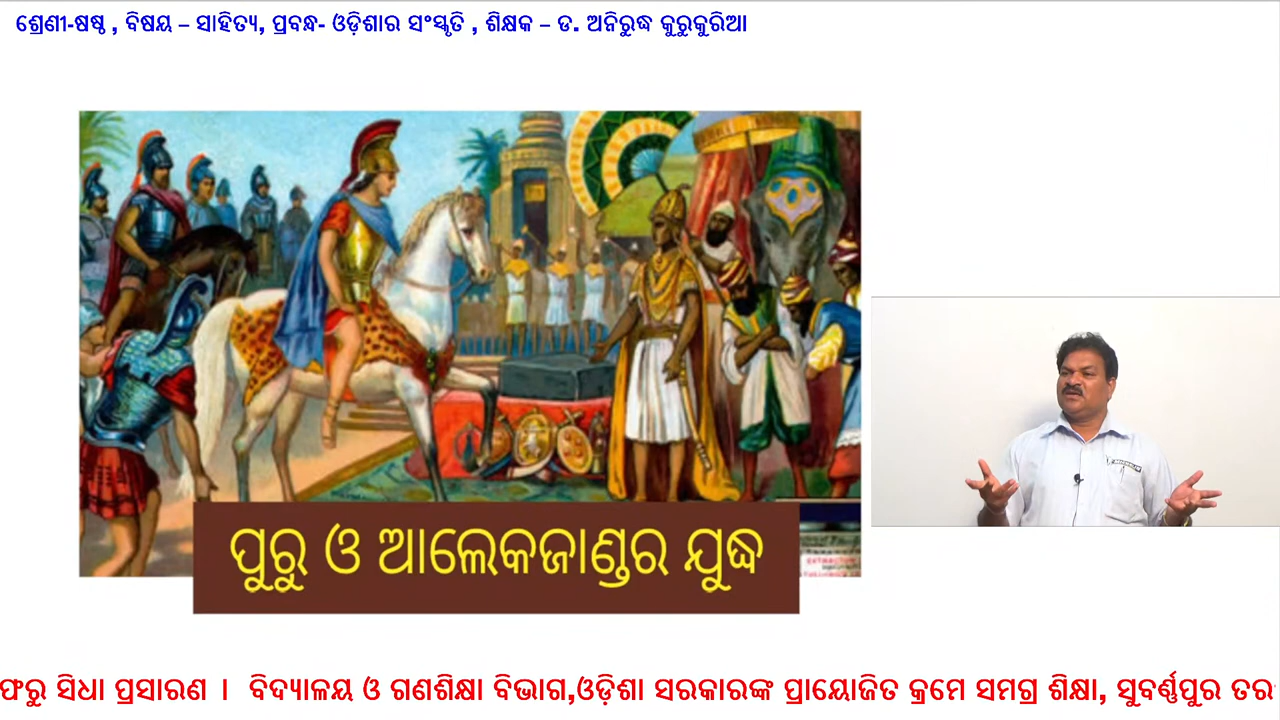 ଶ୍ରେଣୀ-ଷଷ୍ଠ , ବିଷୟ – ସାହିତ୍ୟ, ପ୍ରବନ୍ଧ- ଓଡ଼ିଶାର ସଂସ୍କୃତି , ଶିକ୍ଷକ – ଡ. ଅନିରୁଦ୍ଧ କୁରୁକୁରିଆ
ପୁରୁ ଓ ଆଲେକଜାଣ୍ଡର ଯୁଦ୍ଧ
ଫରୁ ସିଧା ପ୍ରସାରଣ । ବିଦ୍ୟାଳୟ ଓ ଗଣଶିକ୍ଷା ବିଭାଗ,ଓଡ଼ିଶା ସରକାରଙ୍କ ପ୍ରାୟୋଜିତ କ୍ରମେ ସମଗ୍ର ଶିକ୍ଷା, ସୁବର୍ଣ୍ଣପୁର ତର